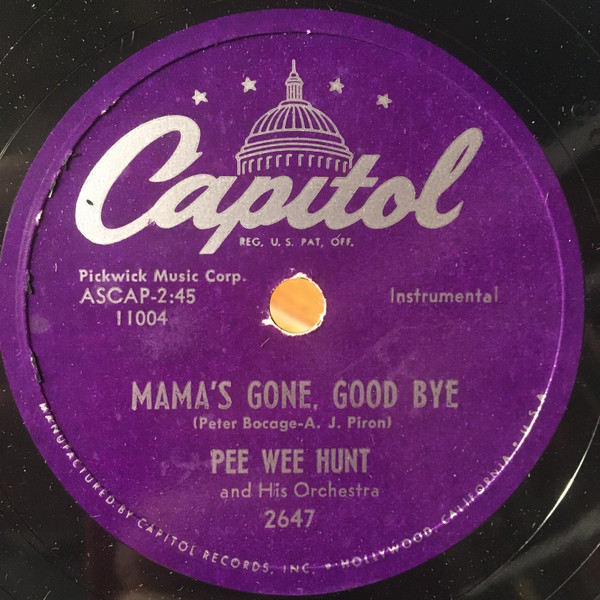 Capitol
REG. U. S. PAT. OFF.
Pickwick Music Corp.
ASCAP-2:45
11004
Instrumental
MAMA'S GONE, GOOD BYE
(Peter Bocage-A. J. Piron)
PEE WEE HUNT
and His Orchestra
2647
MANUFACTURED BY CAPITOL RECORDS, INC. • HOLLYWOOD, CALIFORNIA • U.S.A.